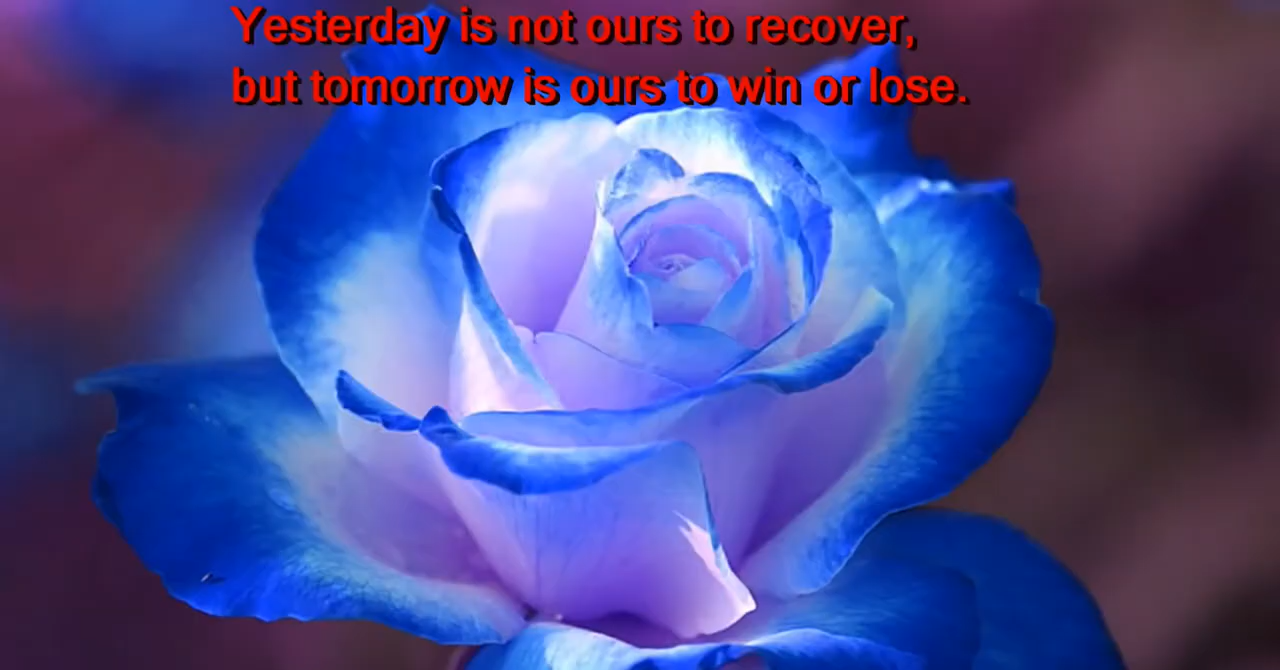 Yesterday is not ours to recover,
but tomorrow is ours to win or lose.